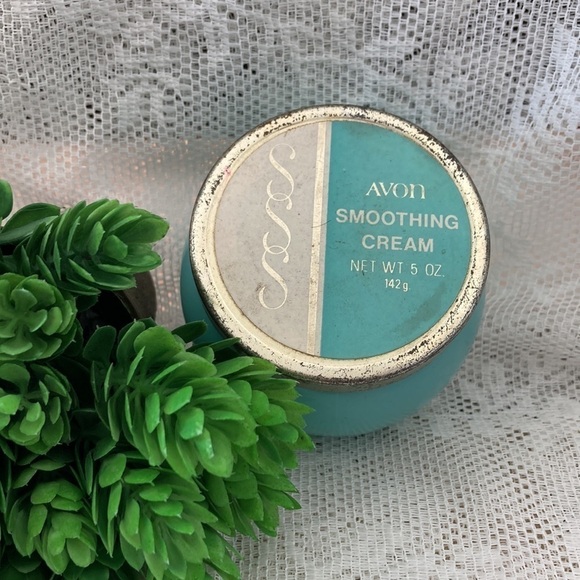 AVON
SMOOTHING
CREAM
NET WT 5 OZ.
142g